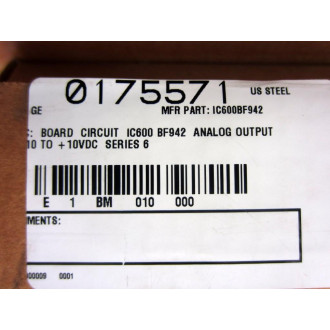 0175571 US STEEL
GE MFR PART: IC600BF942
: BOARD CIRCUIT IC600 BF942 ANALOG OUTPUT
10 TO +10VDC SERIES 6
E 1 BM 010 000
MENTS:
000009 0001